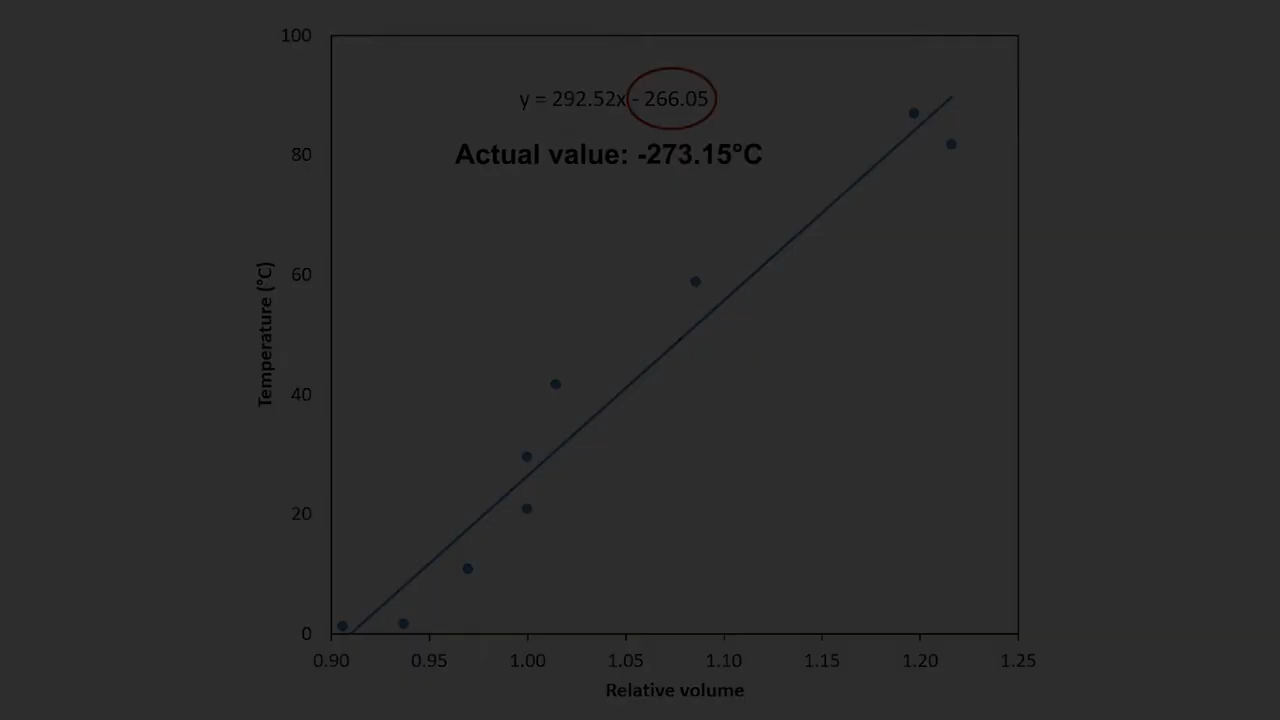 100
y = 292.52x - 266.05
Actual value: -273.15°C
80
60
Temperature (°C)
40
20
0
0.90 0.95 1.00 1.05 1.10 1.15 1.20 1.25
Relative volume